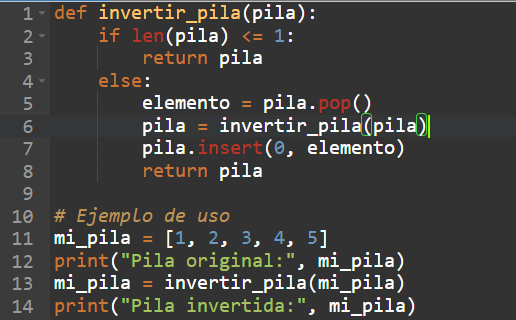 1 def invertir_pila(pila):
2     if len(pila) <= 1:
3         return pila
4     else:
5         elemento = pila.pop()
6         pila = invertir_pila(pila)
7         pila.insert(0, elemento)
8         return pila
9
10 # Ejemplo de uso
11 mi_pila = [1, 2, 3, 4, 5]
12 print("Pila original:", mi_pila)
13 mi_pila = invertir_pila(mi_pila)
14 print("Pila invertida:", mi_pila)